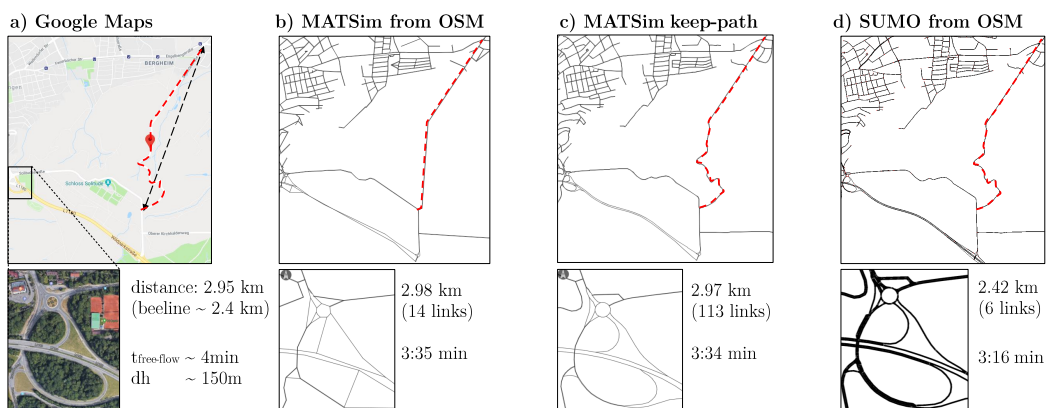 a) Google Maps
b) MATSim from OSM
c) MATSim keep-path
d) SUMO from OSM
BERGHEIM
Schloss Solitude
distance: 2.95 km
(beeline ~ 2.4 km)
tfree-flow ~ 4min
dh ~ 150m
2.98 km
(14 links)
3:35 min
2.97 km
(113 links)
3:34 min
2.42 km
(6 links)
3:16 min